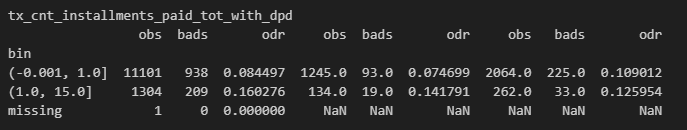 tx_cnt_installments_paid_tot_with_dpd
obs bads odr obs bads odr obs bads odr
bin
(-0.001, 1.0] 11101 938 0.084497 1245.0 93.0 0.074699 2064.0 225.0 0.109012
(1.0, 15.0] 1304 209 0.160276 134.0 19.0 0.141791 262.0 33.0 0.125954
missing 1 0 0.000000 NaN NaN NaN NaN NaN NaN